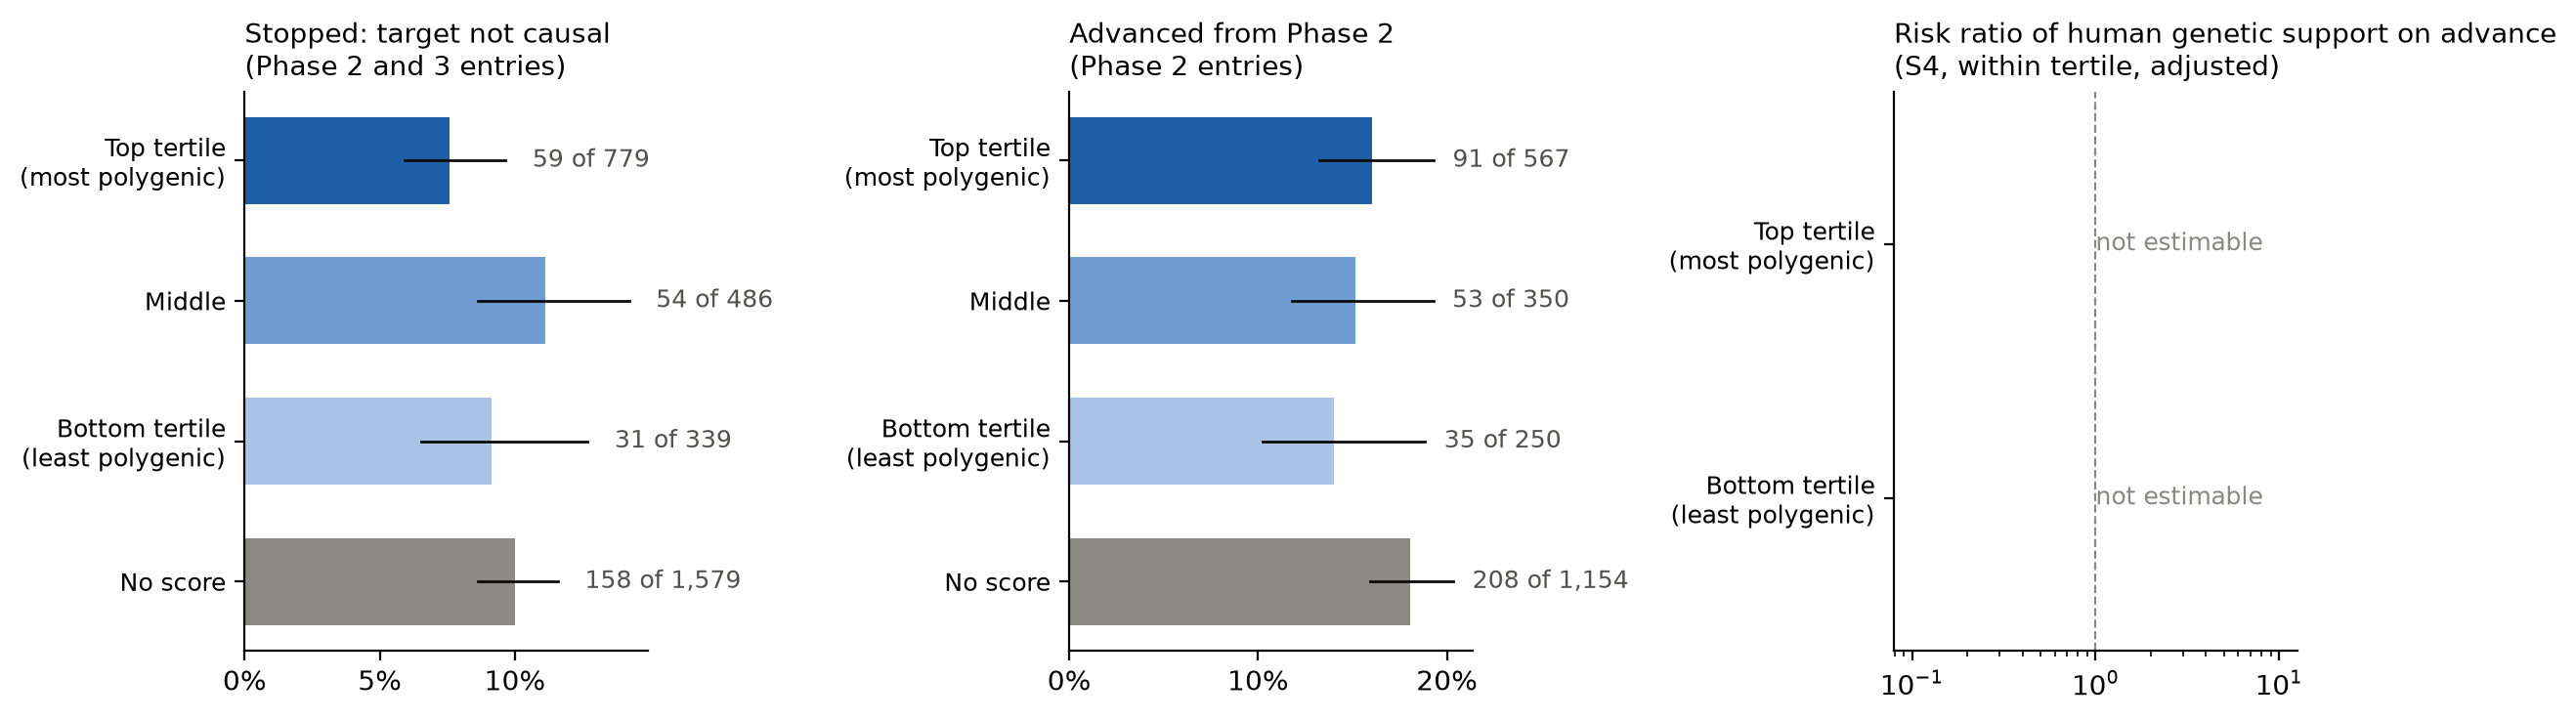 Stopped: target not causal
(Phase 2 and 3 entries)
Top tertile
(most polygenic)
59 of 779
Middle
54 of 486
Bottom tertile
(least polygenic)
31 of 339
No score
158 of 1,579
0%
5%
10%
Advanced from Phase 2
(Phase 2 entries)
Top tertile
(most polygenic)
91 of 567
Middle
53 of 350
Bottom tertile
(least polygenic)
35 of 250
No score
208 of 1,154
0%
10%
20%
Risk ratio of human genetic support on advance
(S4, within tertile, adjusted)
Top tertile
(most polygenic)
not estimable
Bottom tertile
(least polygenic)
not estimable
10⁻¹
10⁰
10¹